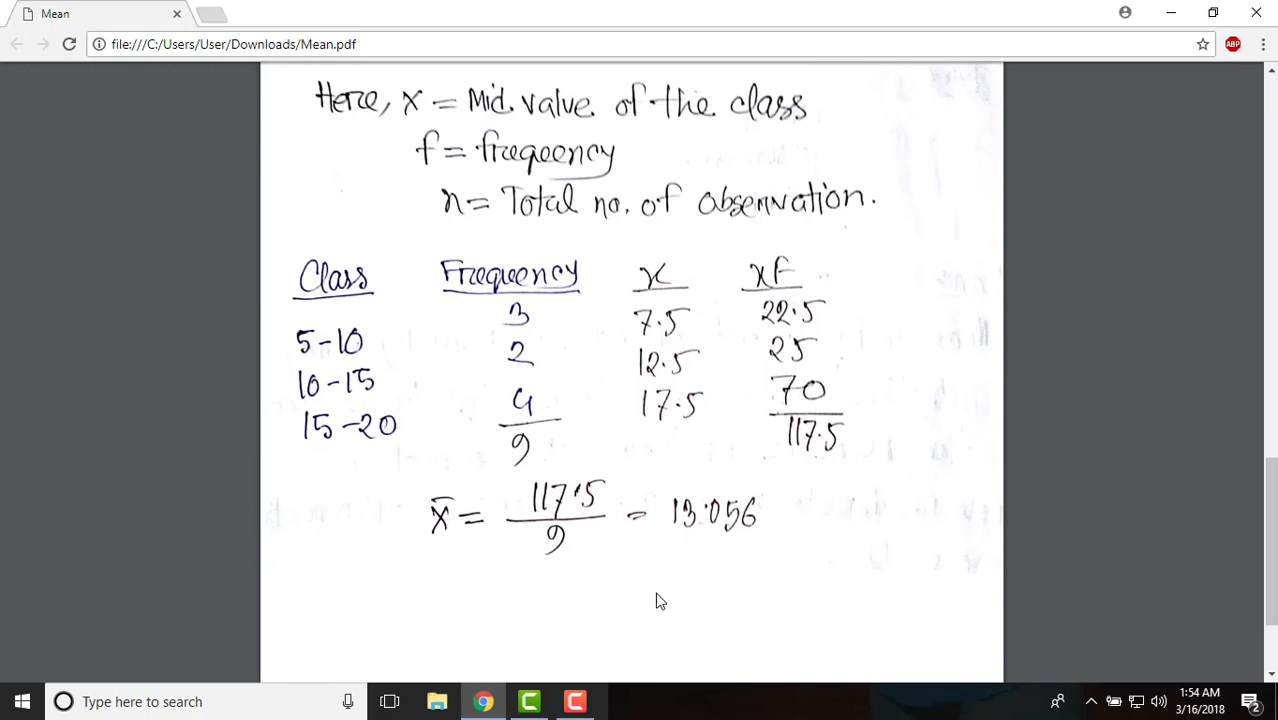 Mean
file:///C:/Users/User/Downloads/Mean.pdf
ABP
Here, x = Mid. value of the class
f = frequency
n = Total no. of observation.
Class Frequency x xf
5-10 3 7.5 22.5
10-15 2 12.5 25
15-20 4 17.5 70
9 117.5
x̄ = 117.5 / 9 = 13.056
Type here to search
1:54 AM
3/16/2018
2